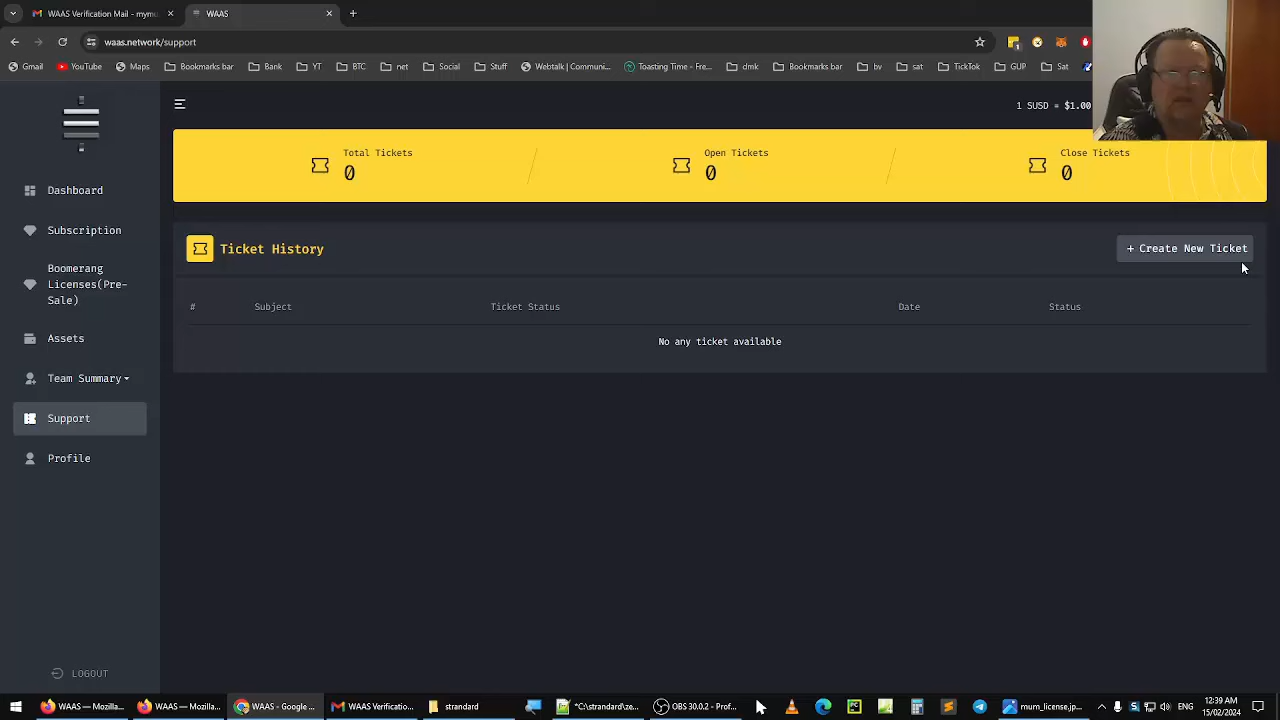 WAAS Verification Mail - mymu
WAAS
waas.network/support
Gmail
YouTube
Maps
Bookmarks bar
Bank
YT
BTC
net
Social
Stuff
Webtalk | Communi...
Toasting Time - Fre...
dmk
Bookmarks bar
bv
sat
TickTok
GUP
Sat
1 SUSD = $1.00
Total Tickets
0
Open Tickets
0
Close Tickets
0
Dashboard
Subscription
Boomerang
Licenses(Pre-
Sale)
Assets
Team Summary
Support
Profile
LOGOUT
Ticket History
+ Create New Ticket
# Subject Ticket Status Date Status
No any ticket available
WAAS — Mozilla...
WAAS — Mozilla...
WAAS - Google...
WAAS Verificatio...
standard
"C:\standard\zo...
OBS 30.0.2 - Prof...
mum_license.jp...
ENG
12:39 AM
15/02/2024